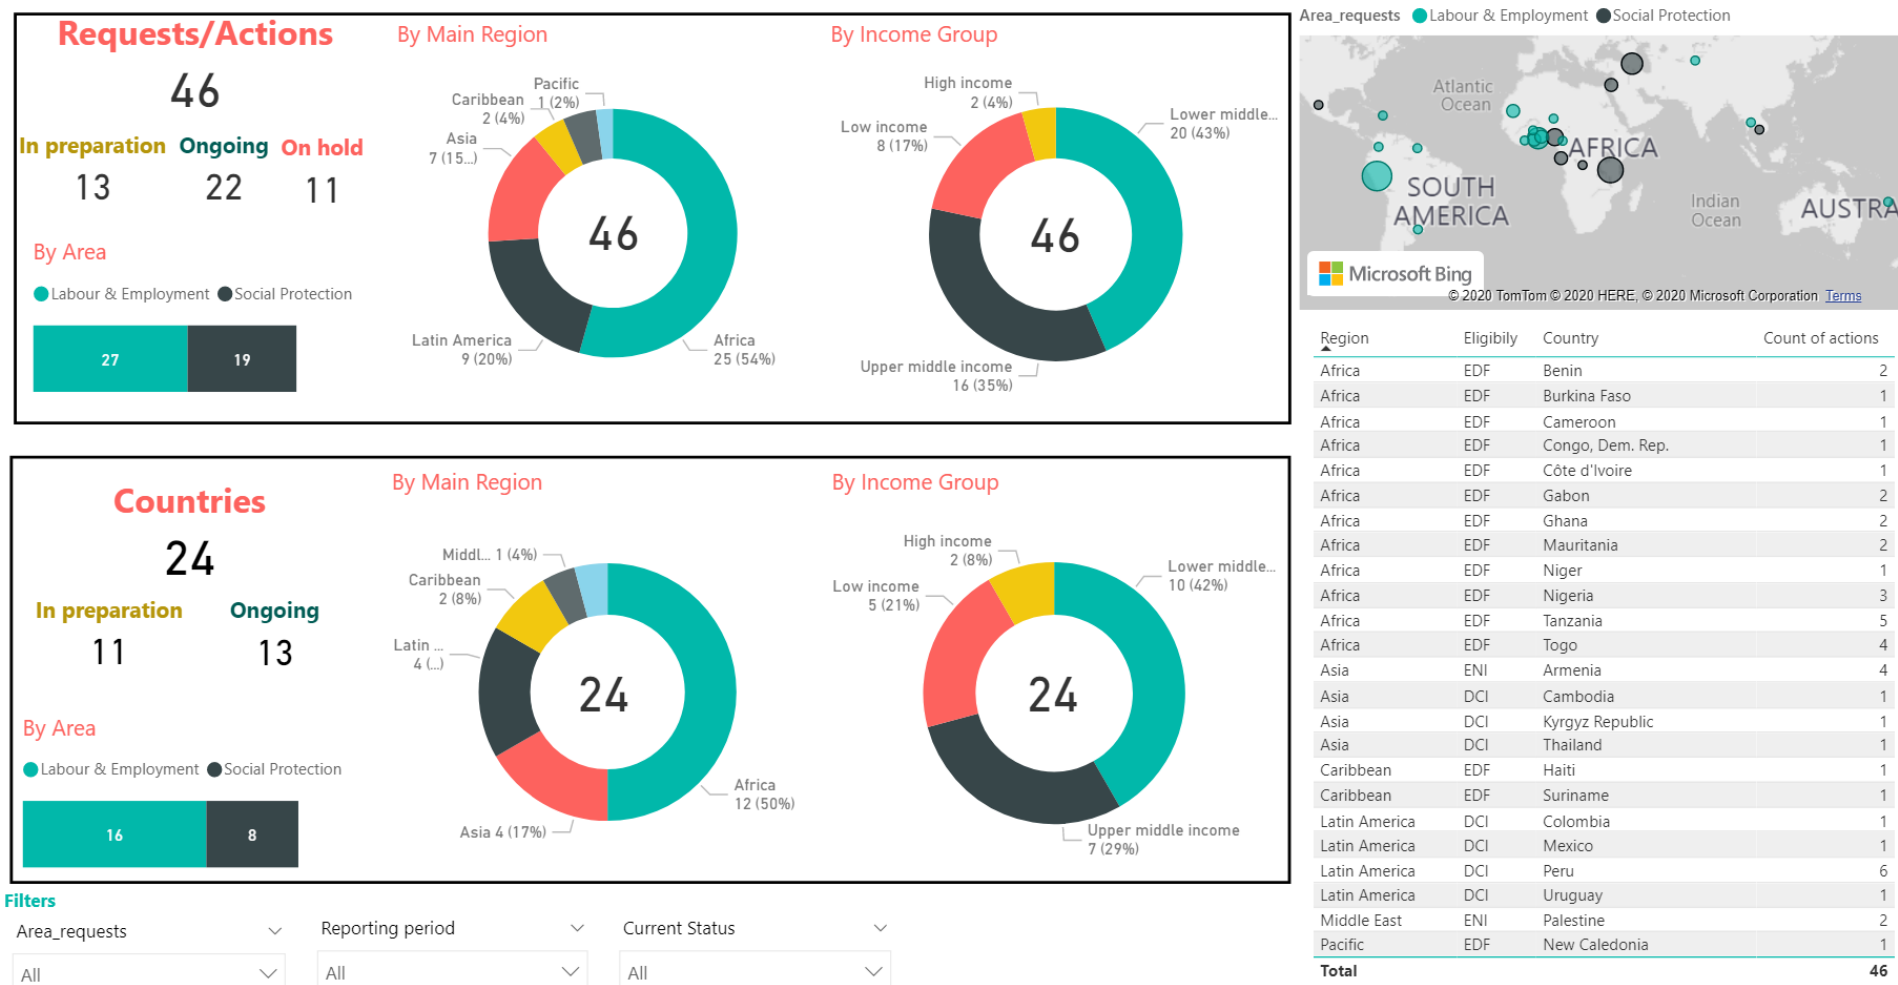 Requests/Actions
46
In preparation Ongoing On hold
13 22 11
By Area
Labour & Employment Social Protection
27 19
By Main Region
Pacific
1 (2%)
Caribbean
2 (4%)
Asia
7 (15...)
46
Latin America
9 (20%)
Africa
25 (54%)
By Income Group
High income
2 (4%)
Low income
8 (17%)
Lower middle...
20 (43%)
46
Upper middle income
16 (35%)
Countries
24
In preparation Ongoing
11 13
By Area
Labour & Employment Social Protection
16 8
By Main Region
Middl... 1 (4%)
Caribbean
2 (8%)
Latin ...
4 (...)
24
Africa
12 (50%)
Asia 4 (17%)
By Income Group
High income
2 (8%)
Low income
5 (21%)
Lower middle...
10 (42%)
24
Upper middle income
7 (29%)
Filters
Area_requests Reporting period Current Status
All All All
Area_requests Labour & Employment Social Protection
Atlantic
Ocean
AFRICA
SOUTH
AMERICA
Indian
Ocean
AUSTRA
Microsoft Bing
© 2020 TomTom © 2020 HERE, © 2020 Microsoft Corporation Terms
Region Eligibily Country Count of actions
Africa EDF Benin 2
Africa EDF Burkina Faso 1
Africa EDF Cameroon 1
Africa EDF Congo, Dem. Rep. 1
Africa EDF Côte d'Ivoire 1
Africa EDF Gabon 2
Africa EDF Ghana 2
Africa EDF Mauritania 2
Africa EDF Niger 1
Africa EDF Nigeria 3
Africa EDF Tanzania 5
Africa EDF Togo 4
Asia ENI Armenia 4
Asia DCI Cambodia 1
Asia DCI Kyrgyz Republic 1
Asia DCI Thailand 1
Caribbean EDF Haiti 1
Caribbean EDF Suriname 1
Latin America DCI Colombia 1
Latin America DCI Mexico 1
Latin America DCI Peru 6
Latin America DCI Uruguay 1
Middle East ENI Palestine 2
Pacific EDF New Caledonia 1
Total 46